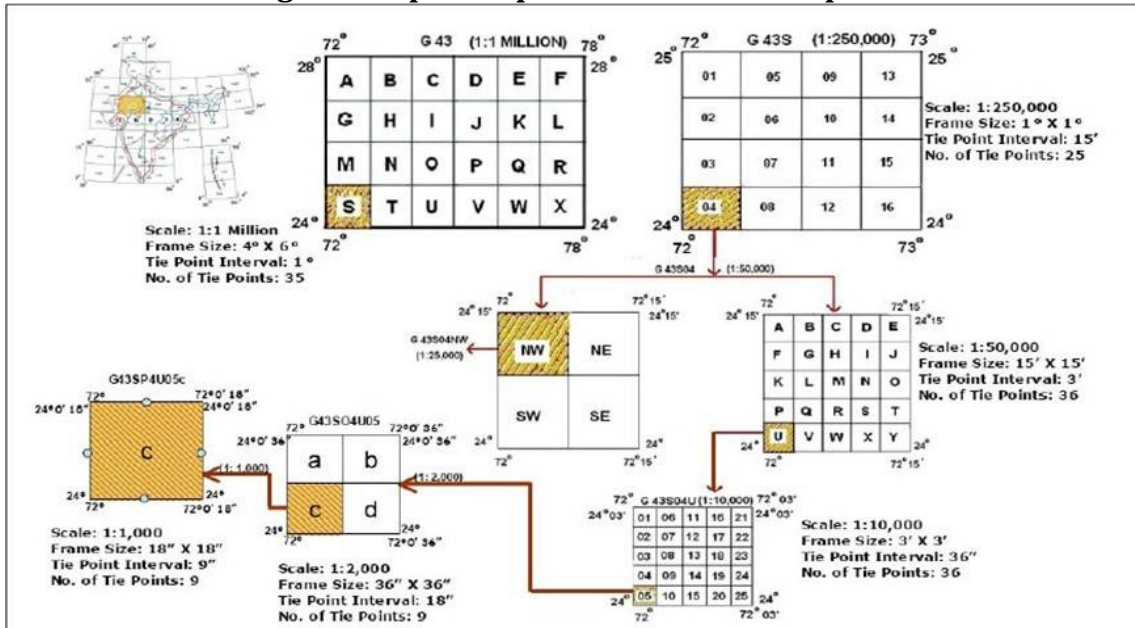 72° G 43 (1:1 MILLION) 78°
28° 28°
A B C D E F
G H I J K L
M N O P Q R
S T U V W X
24° 24°
72° 78°
Scale: 1:1 Million
Frame Size: 4° X 6°
Tie Point Interval: 1°
No. of Tie Points: 35
72° G 43S (1:250,000) 73°
25° 25°
01 05 09 13
02 06 10 14
03 07 11 15
04 08 12 16
24° 24°
72 73°
Scale: 1:250,000
Frame Size: 1° X 1°
Tie Point Interval: 15'
No. of Tie Points: 25
G 43S04 (1:50,000)
72° 72°15'
24°15' 24°15'
NW NE
SW SE
24°
72° 72°15'
G 43S04NW
(1:25,000)
72° 72°15'
24°15' 24°15'
A B C D E
F G H I J
K L M N O
P Q R S T
U V W X Y
24° 24°
72° 72°15'
Scale: 1:50,000
Frame Size: 15' X 15'
Tie Point Interval: 3'
No. of Tie Points: 36
72° G 43S04U (1:10,000) 72°03'
24°03' 24°03'
01 06 11 16 21
02 07 12 17 22
03 08 13 18 23
04 09 14 19 24
05 10 15 20 25
24° 24°
72° 72°03'
Scale: 1:10,000
Frame Size: 3' X 3'
Tie Point Interval: 36"
No. of Tie Points: 36
G43SO4U05
72° 72°0'36"
24°0'36" 24°0'36"
a b
c d
24° 24°
72° 72°0'36"
(1:2,000)
Scale: 1:2,000
Frame Size: 36" X 36"
Tie Point Interval: 18"
No. of Tie Points: 9
G43SP4U05c
72° 72°0'18"
24°0'18" 24°0'18"
c
24° 24°
72° 72°0'18"
(1:1,000)
Scale: 1:1,000
Frame Size: 18" X 18"
Tie Point Interval: 9"
No. of Tie Points: 9